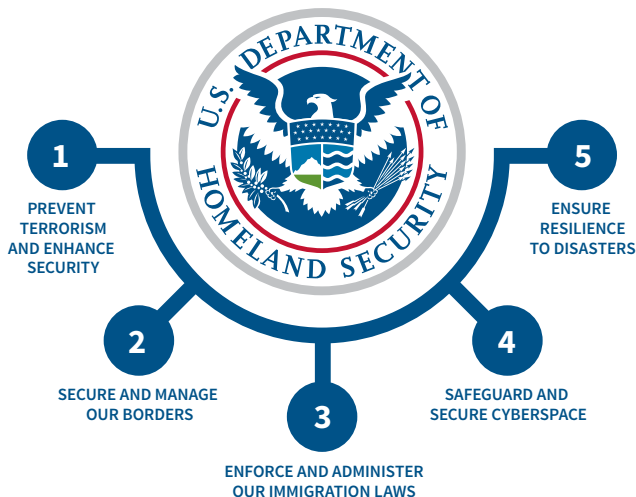 U.S. DEPARTMENT OF
HOMELAND SECURITY
1
PREVENT
TERRORISM
AND ENHANCE
SECURITY
2
SECURE AND MANAGE
OUR BORDERS
3
ENFORCE AND ADMINISTER
OUR IMMIGRATION LAWS
4
SAFEGUARD AND
SECURE CYBERSPACE
5
ENSURE
RESILIENCE
TO DISASTERS